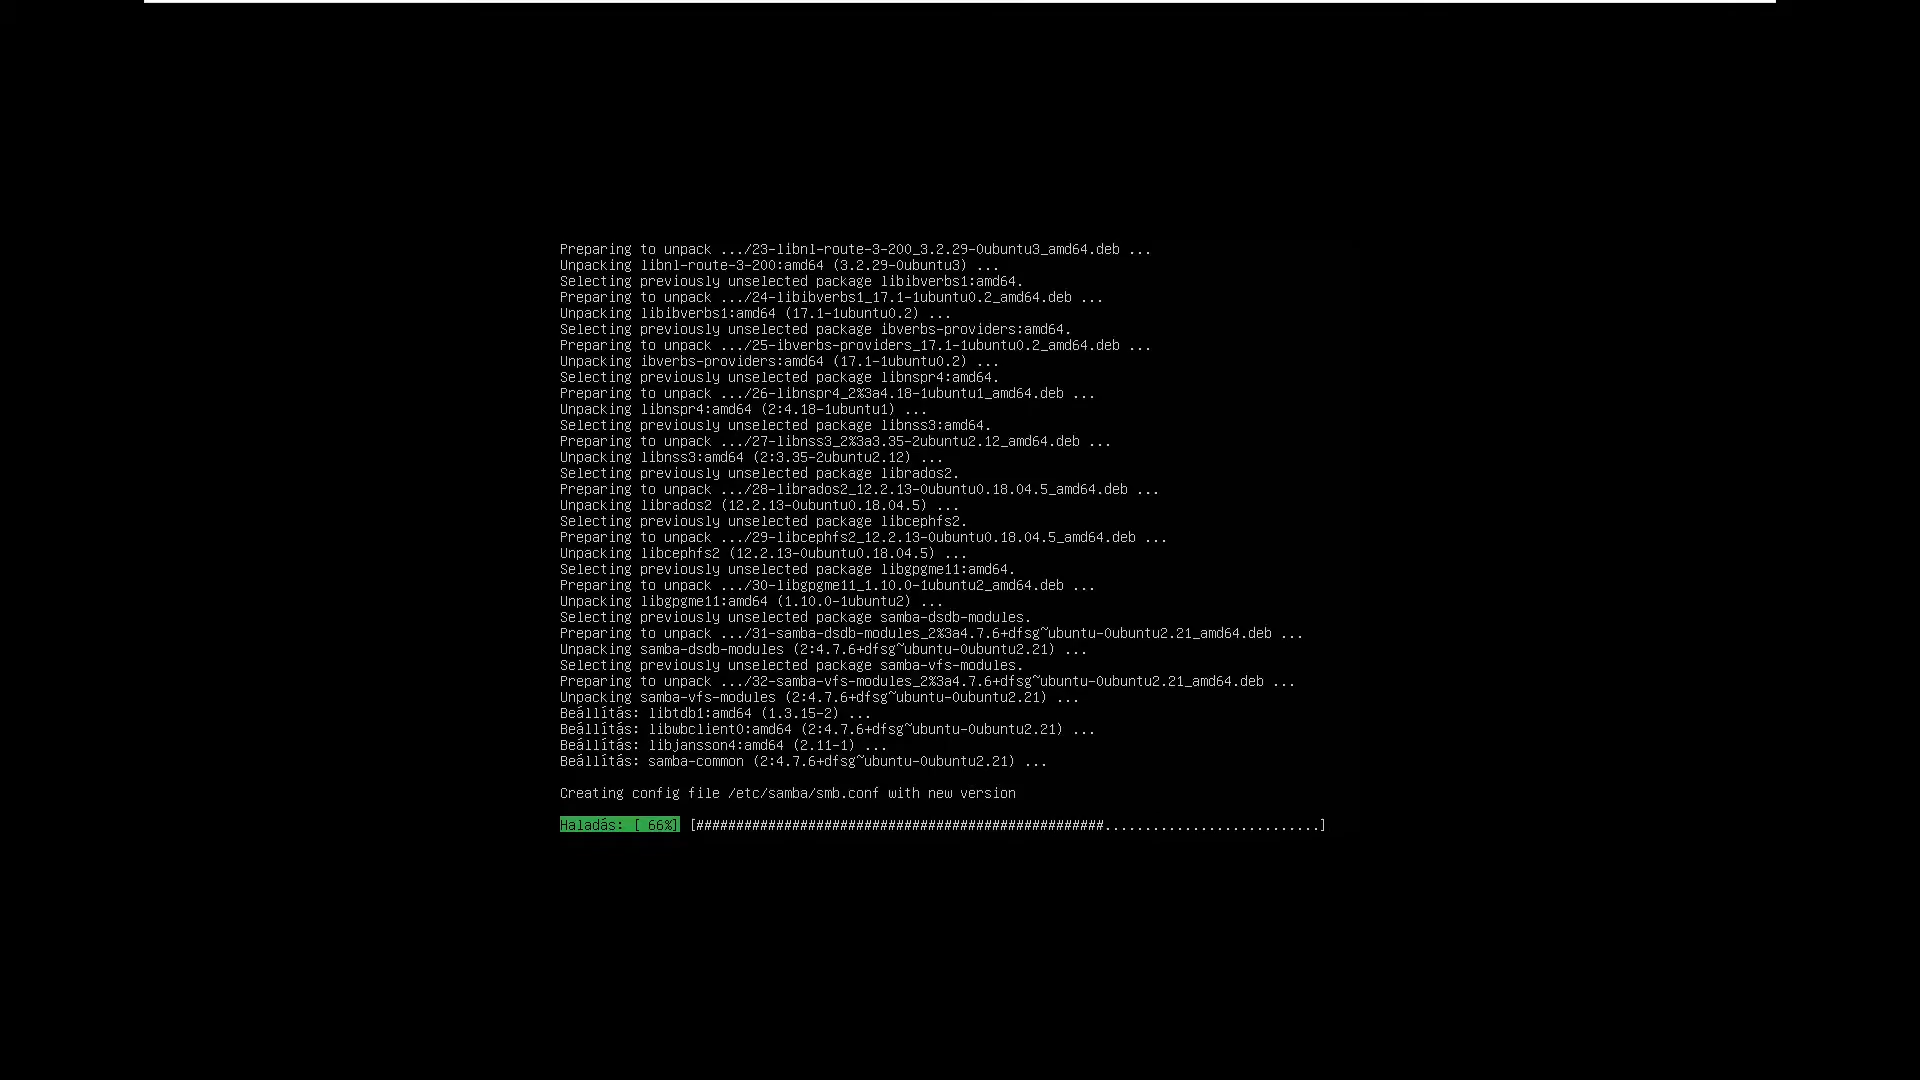 Preparing to unpack .../23-libnl-route-3-200_3.2.29-0ubuntu3_amd64.deb ...
Unpacking libnl-route-3-200:amd64 (3.2.29-0ubuntu3) ...
Selecting previously unselected package libibverbs1:amd64.
Preparing to unpack .../24-libibverbs1_17.1-1ubuntu0.2_amd64.deb ...
Unpacking libibverbs1:amd64 (17.1-1ubuntu0.2) ...
Selecting previously unselected package ibverbs-providers:amd64.
Preparing to unpack .../25-ibverbs-providers_17.1-1ubuntu0.2_amd64.deb ...
Unpacking ibverbs-providers:amd64 (17.1-1ubuntu0.2) ...
Selecting previously unselected package libnspr4:amd64.
Preparing to unpack .../26-libnspr4_2%3a4.18-1ubuntu1_amd64.deb ...
Unpacking libnspr4:amd64 (2:4.18-1ubuntu1) ...
Selecting previously unselected package libnss3:amd64.
Preparing to unpack .../27-libnss3_2%3a3.35-2ubuntu2.12_amd64.deb ...
Unpacking libnss3:amd64 (2:3.35-2ubuntu2.12) ...
Selecting previously unselected package librados2.
Preparing to unpack .../28-librados2_12.2.13-0ubuntu0.18.04.5_amd64.deb ...
Unpacking librados2 (12.2.13-0ubuntu0.18.04.5) ...
Selecting previously unselected package libcephfs2.
Preparing to unpack .../29-libcephfs2_12.2.13-0ubuntu0.18.04.5_amd64.deb ...
Unpacking libcephfs2 (12.2.13-0ubuntu0.18.04.5) ...
Selecting previously unselected package libgpgme11:amd64.
Preparing to unpack .../30-libgpgme11_1.10.0-1ubuntu2_amd64.deb ...
Unpacking libgpgme11:amd64 (1.10.0-1ubuntu2) ...
Selecting previously unselected package samba-dsdb-modules.
Preparing to unpack .../31-samba-dsdb-modules_2%3a4.7.6+dfsg~ubuntu-0ubuntu2.21_amd64.deb ...
Unpacking samba-dsdb-modules (2:4.7.6+dfsg~ubuntu-0ubuntu2.21) ...
Selecting previously unselected package samba-vfs-modules.
Preparing to unpack .../32-samba-vfs-modules_2%3a4.7.6+dfsg~ubuntu-0ubuntu2.21_amd64.deb ...
Unpacking samba-vfs-modules (2:4.7.6+dfsg~ubuntu-0ubuntu2.21) ...
Beállítás: libtdb1:amd64 (1.3.15-2) ...
Beállítás: libwbclient0:amd64 (2:4.7.6+dfsg~ubuntu-0ubuntu2.21) ...
Beállítás: libjansson4:amd64 (2.11-1) ...
Beállítás: samba-common (2:4.7.6+dfsg~ubuntu-0ubuntu2.21) ...
Creating config file /etc/samba/smb.conf with new version
Haladás: [ 66%] [###################################################...........................]